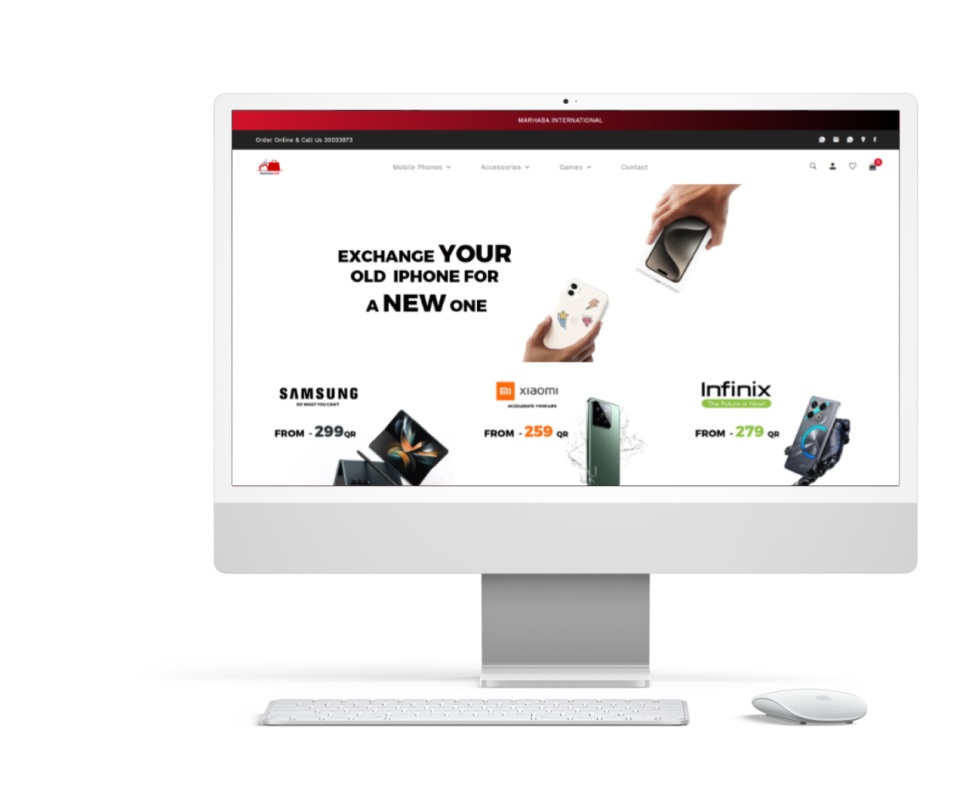 MARHABA INTERNATIONAL
Order Online & Call Us 30033873
Mobile Phones Accessories Games Contact
0
EXCHANGE YOUR
OLD IPHONE FOR
A NEW ONE
SAMSUNG
DO WHAT YOU CAN'T
FROM - 299QR
mi xiaomi
ACCELERATE YOUR LIFE
FROM - 259 QR
Infinix
The Future is Now!
FROM - 279 QR